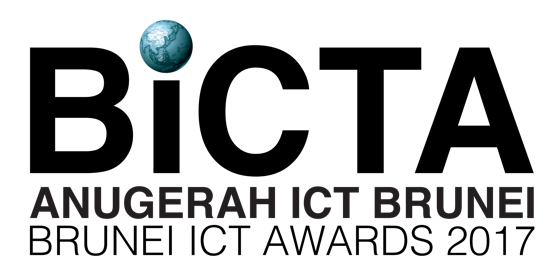 BiCTA
ANUGERAH ICT BRUNEI
BRUNEI ICT AWARDS 2017